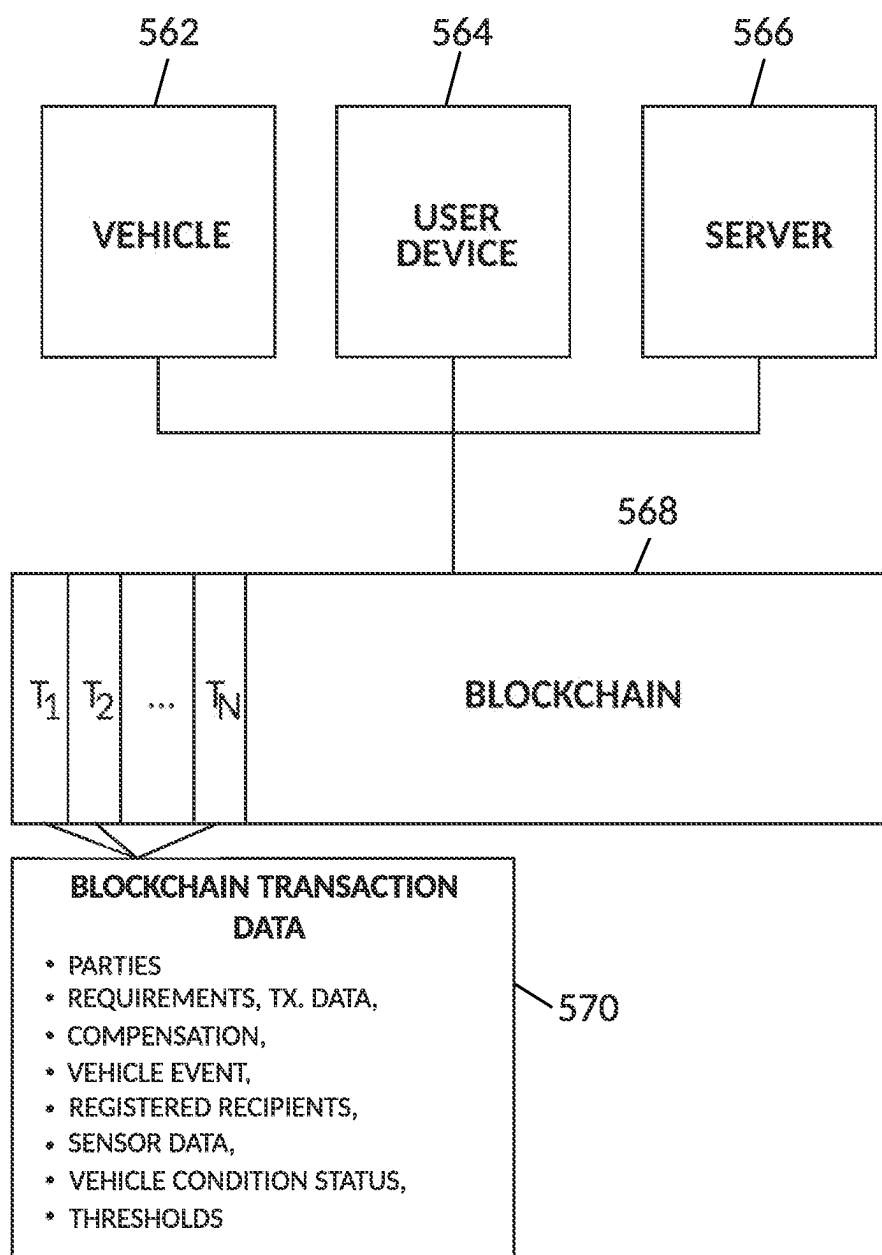 562 564 566
VEHICLE
USER
DEVICE
SERVER
568
T1 T2 ... TN BLOCKCHAIN
BLOCKCHAIN TRANSACTION
DATA
• PARTIES
• REQUIREMENTS, TX. DATA,
• COMPENSATION,
• VEHICLE EVENT,
• REGISTERED RECIPIENTS,
• SENSOR DATA,
• VEHICLE CONDITION STATUS,
• THRESHOLDS
570